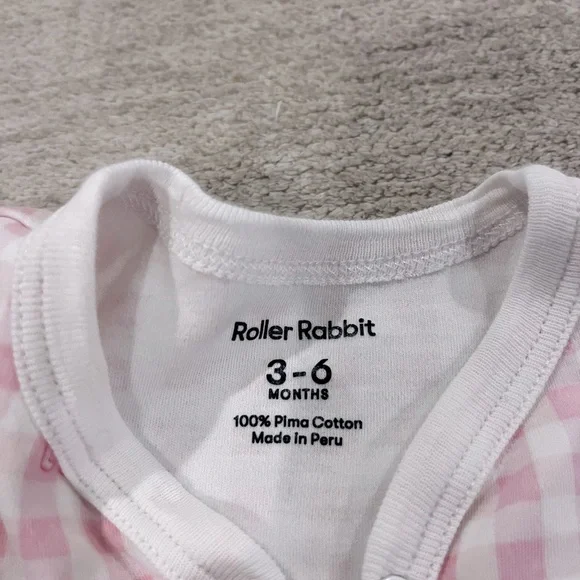 Roller Rabbit
3-6
MONTHS
100% Pima Cotton
Made in Peru